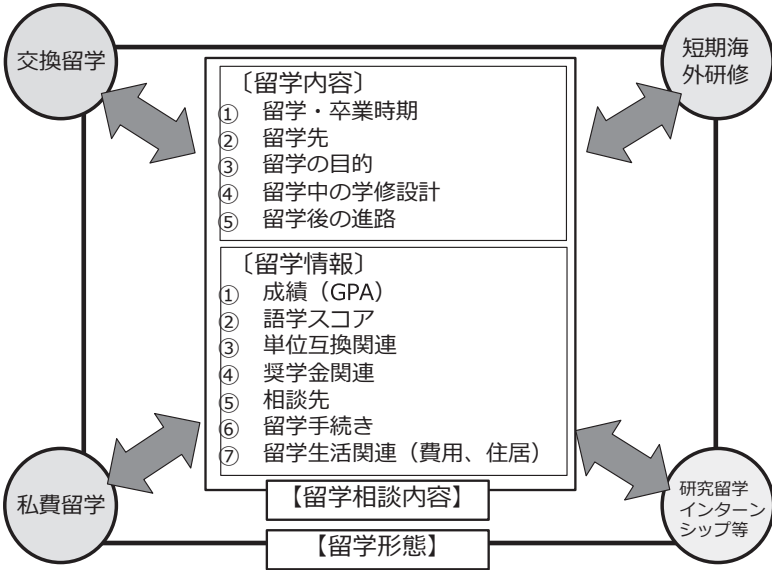 交換留学
短期海
外研修
〔留学内容〕
① 留学・卒業時期
② 留学先
③ 留学の目的
④ 留学中の学修設計
⑤ 留学後の進路
〔留学情報〕
① 成績（GPA）
② 語学スコア
③ 単位互換関連
④ 奨学金関連
⑤ 相談先
⑥ 留学手続き
⑦ 留学生活関連（費用、住居）
私費留学
研究留学
インターン
シップ等
【留学相談内容】
【留学形態】